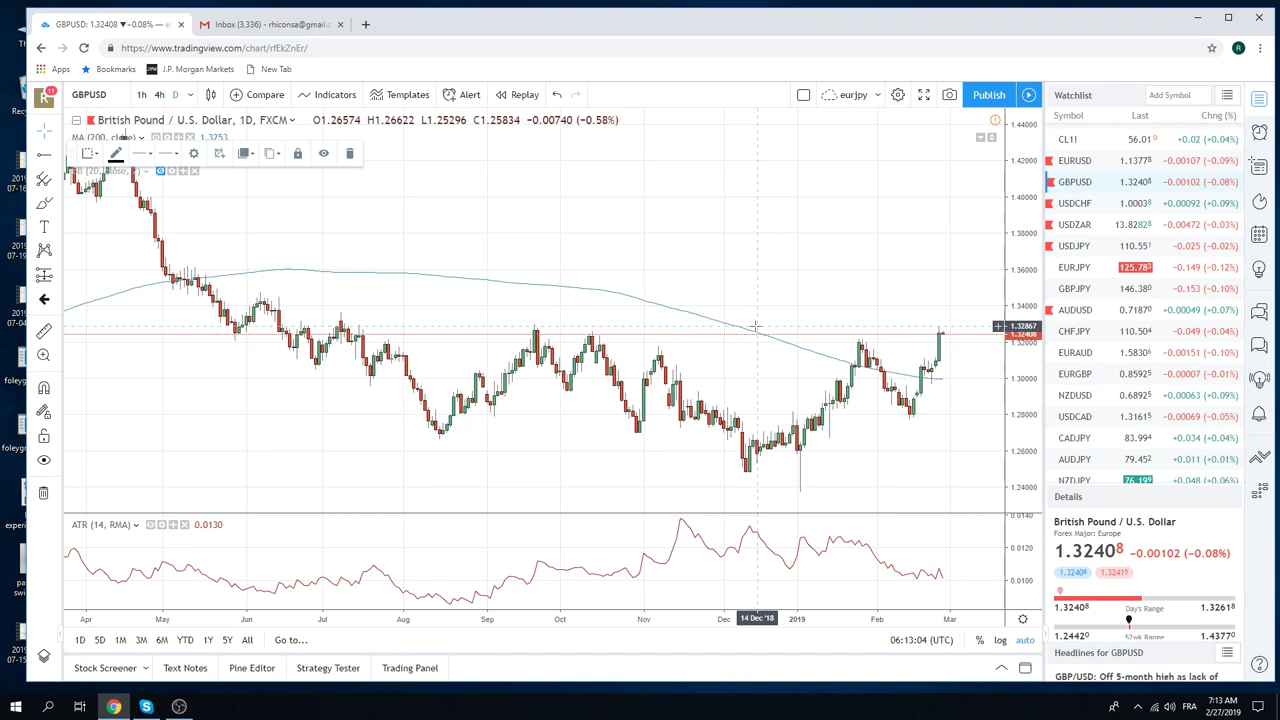 GBPUSD: 1.32408 ▼−0.08% — e
Inbox (3,336) - rhiconsa@gmail.c
https://www.tradingview.com/chart/rfEkZnEr/
Apps
Bookmarks
J.P. Morgan Markets
New Tab
R
11
GBPUSD
1h
4h
D
Compare
Indicators
Templates
Alert
Replay
eurjpy
Publish
British Pound / U.S. Dollar, 1D, FXCM
O1.26574 H1.26622 L1.25296 C1.25834 −0.00740 (−0.58%)
MA (200, close)
1.3253
1.44000
1.42000
1.40000
1.38000
1.36000
1.34000
1.32867
1.32408
1.32000
1.30000
1.28000
1.26000
1.24000
ATR (14, RMA)
0.0130
0.0140
0.0120
0.0100
Apr
May
Jun
Jul
Aug
Sep
Oct
Nov
Dec
14 Dec '18
2019
Feb
Mar
1D
5D
1M
3M
6M
YTD
1Y
5Y
All
Go to...
06:13:04 (UTC)
%
log
auto
Stock Screener
Text Notes
Pine Editor
Strategy Tester
Trading Panel
Watchlist
Add Symbol
Symbol Last Chg (%)
CL1! 56.01 D +0.02 (+0.04%)
EURUSD 1.13778 −0.00107 (−0.09%)
GBPUSD 1.32408 −0.00102 (−0.08%)
USDCHF 1.00038 +0.00092 (+0.09%)
USDZAR 13.82828 −0.00472 (−0.03%)
USDJPY 110.551 −0.025 (−0.02%)
EURJPY 125.783 −0.149 (−0.12%)
GBPJPY 146.380 −0.153 (−0.10%)
AUDUSD 0.71870 +0.00049 (+0.07%)
CHFJPY 110.504 −0.049 (−0.04%)
EURAUD 1.58306 −0.00151 (−0.10%)
EURGBP 0.85925 −0.00007 (−0.01%)
NZDUSD 0.68925 +0.00063 (+0.09%)
USDCAD 1.31615 −0.00069 (−0.05%)
CADJPY 83.994 +0.034 (+0.04%)
AUDJPY 79.452 +0.011 (+0.01%)
NZDJPY 76.199 +0.048 (+0.06%)
Details
British Pound / U.S. Dollar
Forex Major: Europe
1.32408 −0.00102 (−0.08%)
1.32408
1.32415
1.32408 Day's Range 1.32618
1.24420 52wk Range 1.43770
Headlines for GBPUSD
GBP/USD: Off 5-month high as lack of
FRA
7:13 AM
2/27/2019